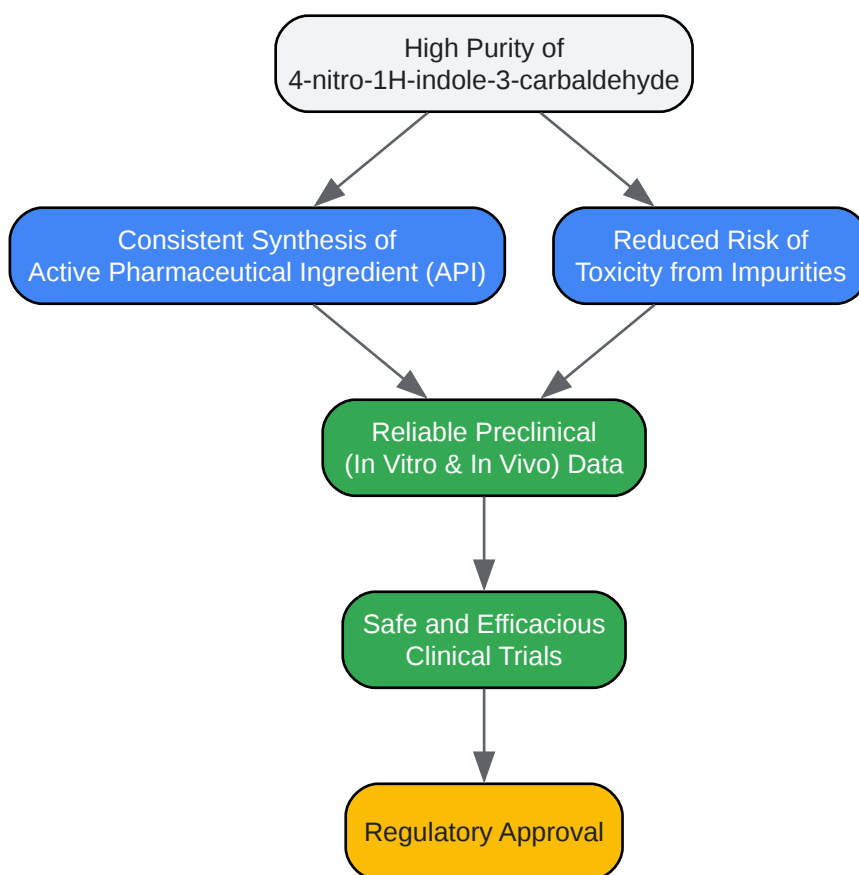 High Purity of
4-nitro-1H-indole-3-carbaldehyde
Consistent Synthesis of
Active Pharmaceutical Ingredient (API)
Reduced Risk of
Toxicity from Impurities
Reliable Preclinical
(In Vitro & In Vivo) Data
Safe and Efficacious
Clinical Trials
Regulatory Approval